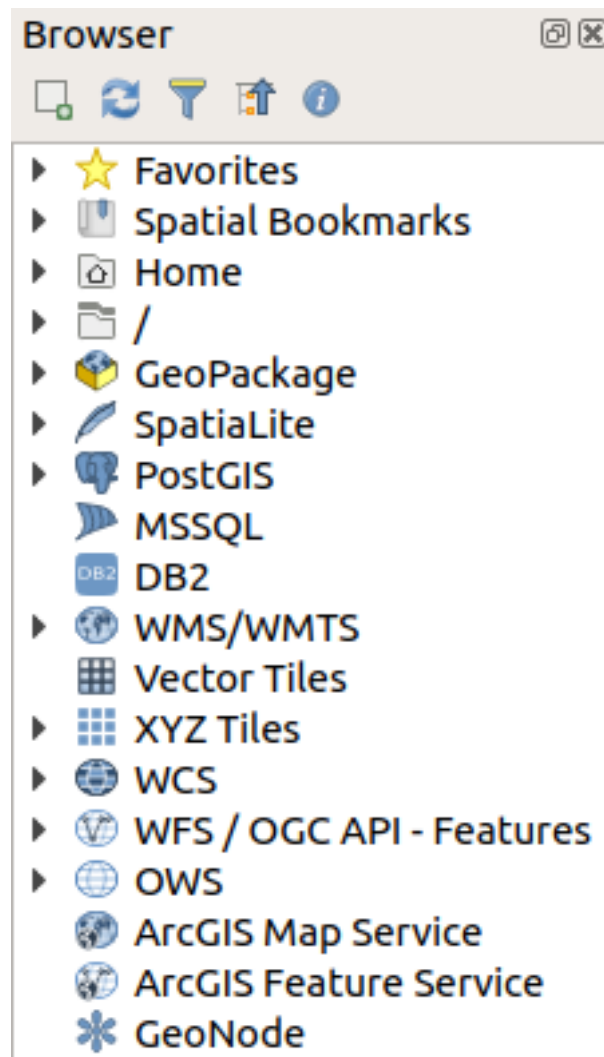 Browser
Favorites
Spatial Bookmarks
Home
/
GeoPackage
SpatiaLite
PostGIS
MSSQL
DB2 DB2
WMS/WMTS
Vector Tiles
XYZ Tiles
WCS
WFS / OGC API - Features
OWS
ArcGIS Map Service
ArcGIS Feature Service
GeoNode